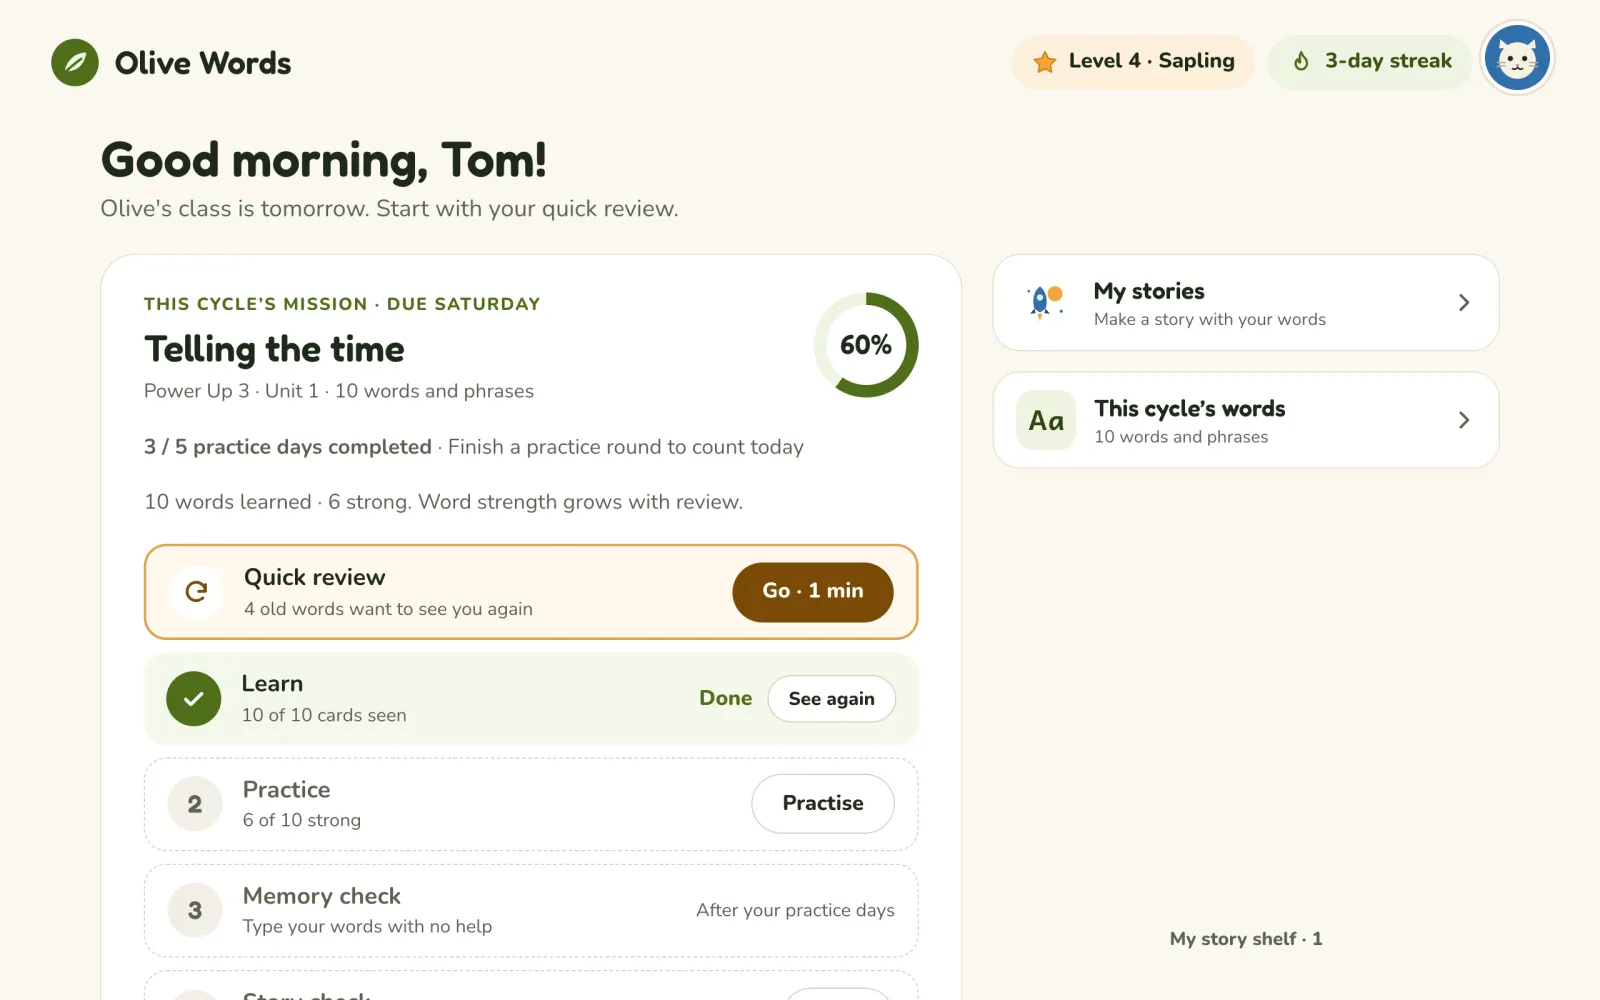 Olive Words
Level 4 · Sapling
3-day streak
Good morning, Tom!
Olive's class is tomorrow. Start with your quick review.
THIS CYCLE’S MISSION · DUE SATURDAY
Telling the time
Power Up 3 · Unit 1 · 10 words and phrases
60%
3 / 5 practice days completed · Finish a practice round to count today
10 words learned · 6 strong. Word strength grows with review.
Quick review
4 old words want to see you again
Go · 1 min
Learn
10 of 10 cards seen
Done
See again
2
Practice
6 of 10 strong
Practise
3
Memory check
Type your words with no help
After your practice days
Story check
My stories
Make a story with your words
Aa
This cycle’s words
10 words and phrases
My story shelf · 1